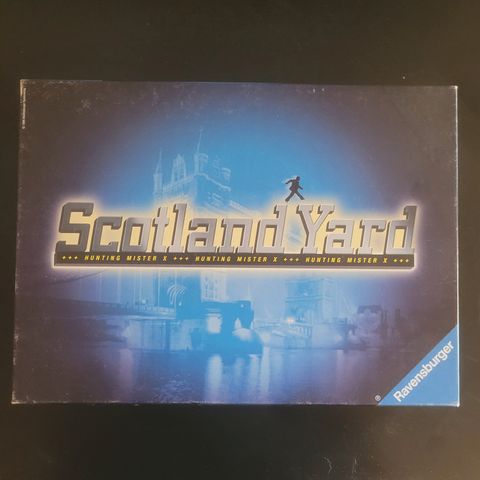 Scotland Yard
+++ HUNTING MISTER X +++ HUNTING MISTER X +++ HUNTING MISTER X +++
Ravensburger
®